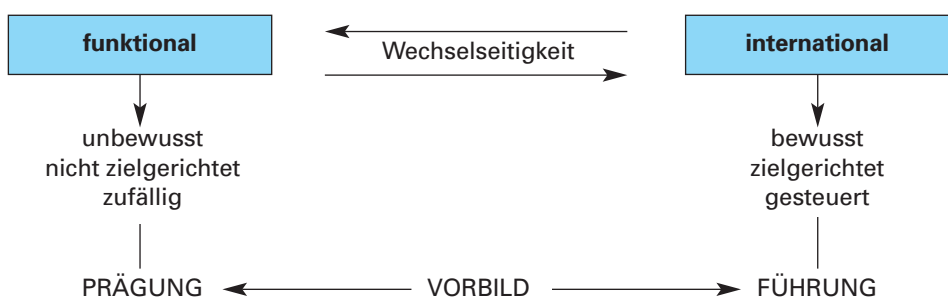 funktional
Wechselseitigkeit
international
unbewusst
nicht zielgerichtet
zufällig
bewusst
zielgerichtet
gesteuert
PRÄGUNG
VORBILD
FÜHRUNG